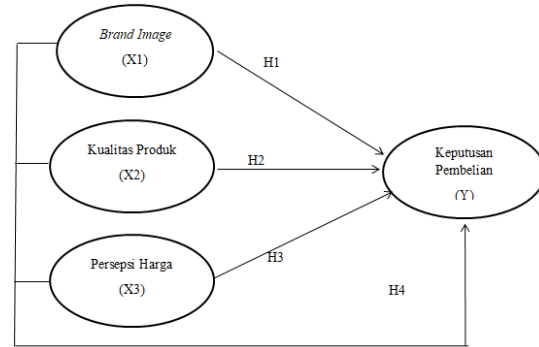 Brand Image
(X1)
H1
Kualitas Produk
(X2)
H2
Keputusan
Pembelian
(Y)
Persepsi Harga
(X3)
H3
H4